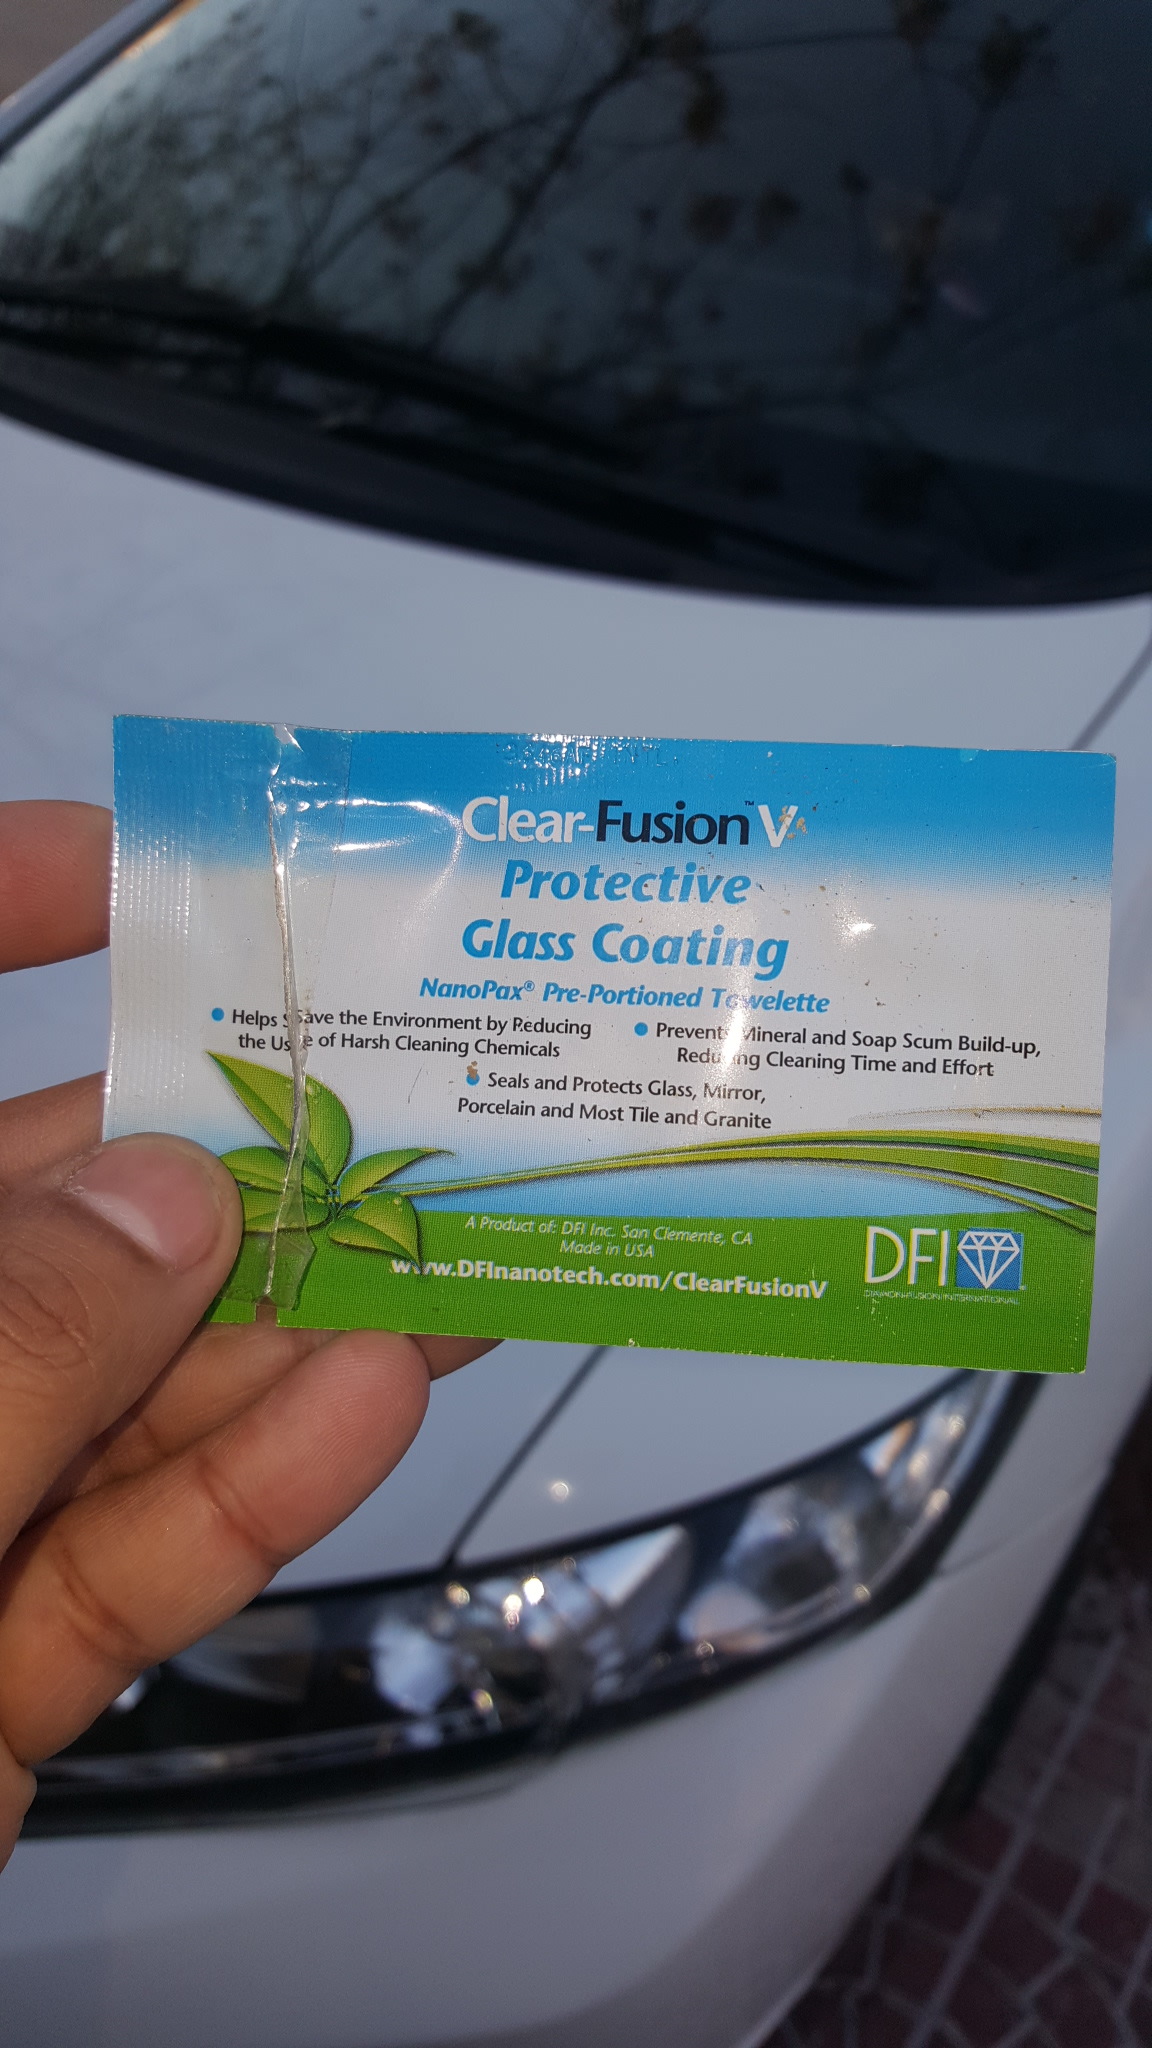 Clear-Fusion™ V
Protective
Glass Coating
NanoPax® Pre-Portioned Towelette
Helps Save the Environment by Reducing
the Use of Harsh Cleaning Chemicals
Prevents Mineral and Soap Scum Build-up,
Reducing Cleaning Time and Effort
Seals and Protects Glass, Mirror,
Porcelain and Most Tile and Granite
A Product of: DFI Inc. San Clemente, CA
Made in USA
www.DFInanotech.com/ClearFusionV
DFI
DIAMON-FUSION INTERNATIONAL